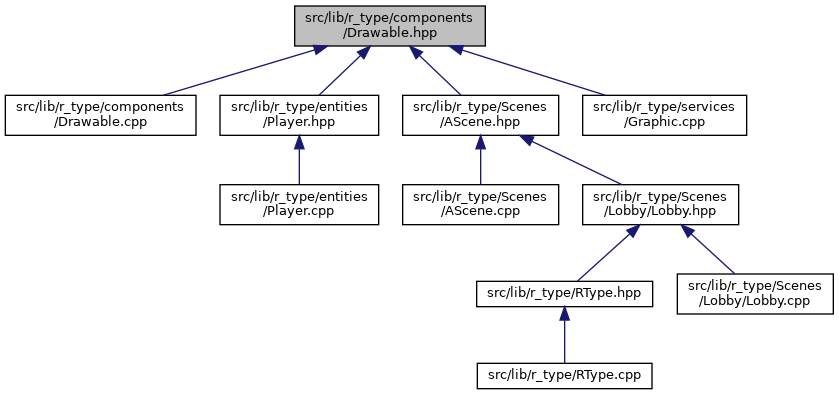 src/lib/r_type/components
/Drawable.hpp
src/lib/r_type/components
/Drawable.cpp
src/lib/r_type/entities
/Player.hpp
src/lib/r_type/Scenes
/AScene.hpp
src/lib/r_type/services
/Graphic.cpp
src/lib/r_type/entities
/Player.cpp
src/lib/r_type/Scenes
/AScene.cpp
src/lib/r_type/Scenes
/Lobby/Lobby.hpp
src/lib/r_type/RType.hpp
src/lib/r_type/Scenes
/Lobby/Lobby.cpp
src/lib/r_type/RType.cpp